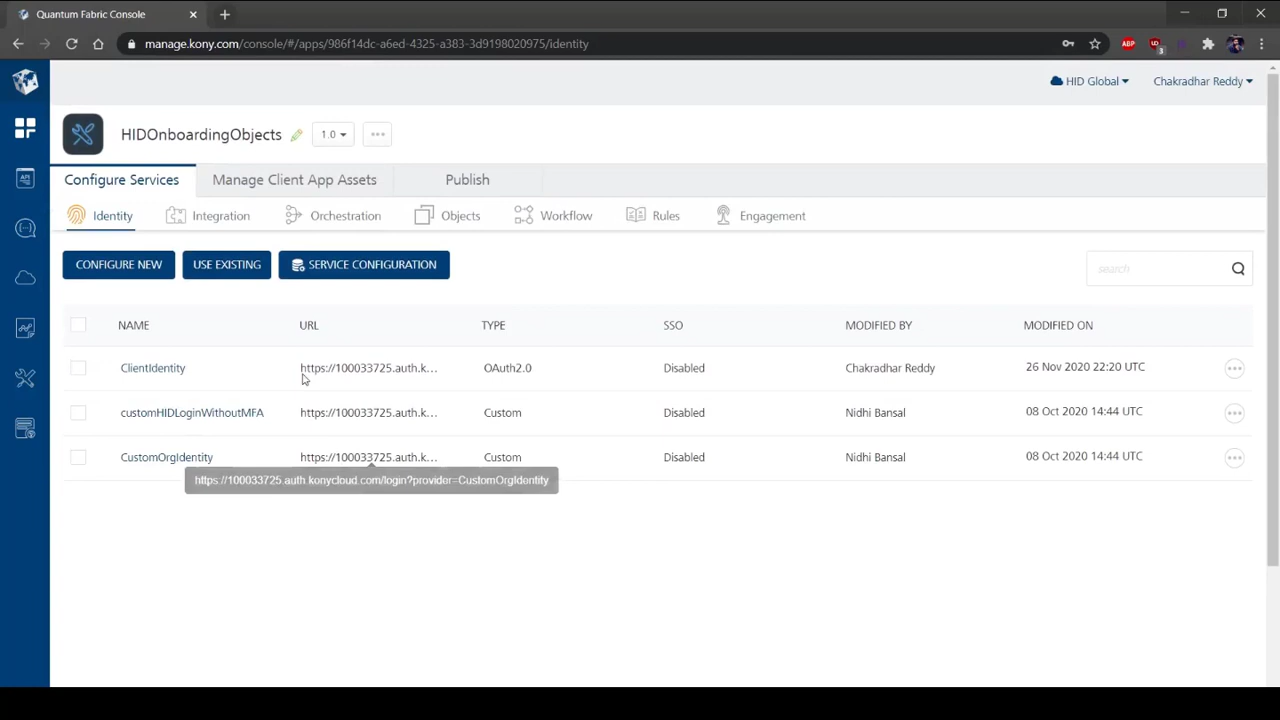 Quantum Fabric Console
manage.kony.com/console/#/apps/986f14dc-a6ed-4325-a383-3d9198020975/identity
ABP
3
HID Global
Chakradhar Reddy
HIDOnboardingObjects
1.0
Configure Services
Manage Client App Assets
Publish
Identity
Integration
Orchestration
Objects
Workflow
Rules
Engagement
API
CONFIGURE NEW
USE EXISTING
SERVICE CONFIGURATION
search
NAME URL TYPE SSO MODIFIED BY MODIFIED ON
ClientIdentity https://100033725.auth.k... OAuth2.0 Disabled Chakradhar Reddy 26 Nov 2020 22:20 UTC
customHIDLoginWithoutMFA https://100033725.auth.k... Custom Disabled Nidhi Bansal 08 Oct 2020 14:44 UTC
CustomOrgIdentity https://100033725.auth.k... Custom Disabled Nidhi Bansal 08 Oct 2020 14:44 UTC
https://100033725.auth.konycloud.com/login?provider=CustomOrgIdentity